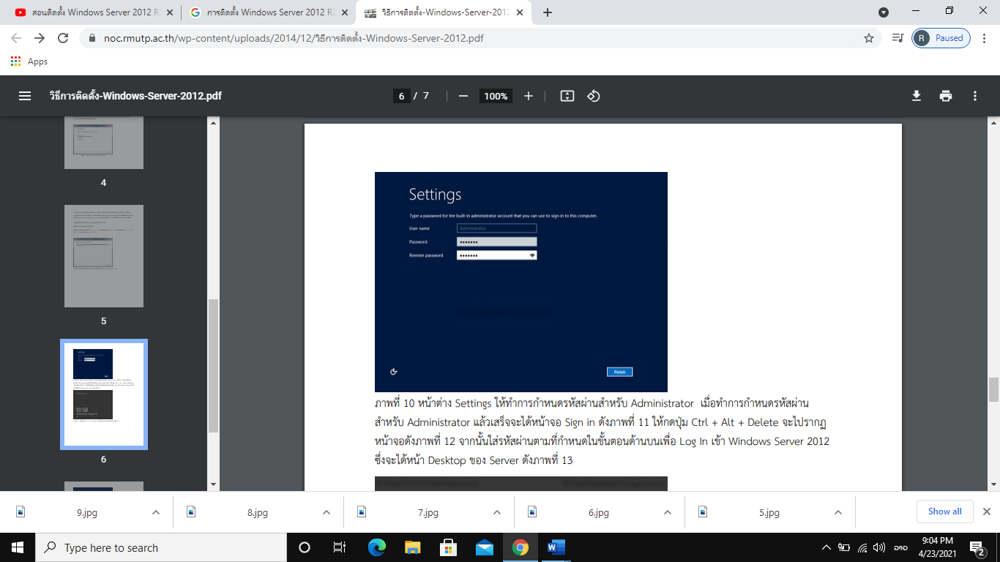 สอนติดตั้ง Windows Server 2012 R
การติดตั้ง Windows Server 2012 R2
วิธีการติดตั้ง-Windows-Server-2012
noc.rmutp.ac.th/wp-content/uploads/2014/12/วิธีการติดตั้ง-Windows-Server-2012.pdf
R Paused
Apps
วิธีการติดตั้ง-Windows-Server-2012.pdf
6 / 7
100%
4
5
Settings
10:58
6
Settings
Type a password for the built-in administrator account that you can use to sign in to this computer.
User name Administrator
Password
Reenter password
Finish
ภาพที่ 10 หน้าต่าง Settings ให้ทำการกำหนดรหัสผ่านสำหรับ Administrator เมื่อทำการกำหนดรหัสผ่าน
สำหรับ Administrator แล้วเสร็จจะได้หน้าจอ Sign in ดังภาพที่ 11 ให้กดปุ่ม Ctrl + Alt + Delete จะไปรากฏ
หน้าจอดังภาพที่ 12 จากนั้นใส่รหัสผ่านตามที่กำหนดในขั้นตอนด้านบนเพื่อ Log In เข้า Windows Server 2012
ซึ่งจะได้หน้า Desktop ของ Server ดังภาพที่ 13
9.jpg
8.jpg
7.jpg
6.jpg
5.jpg
Show all
Type here to search
ລາວ
9:04 PM
4/23/2021
2